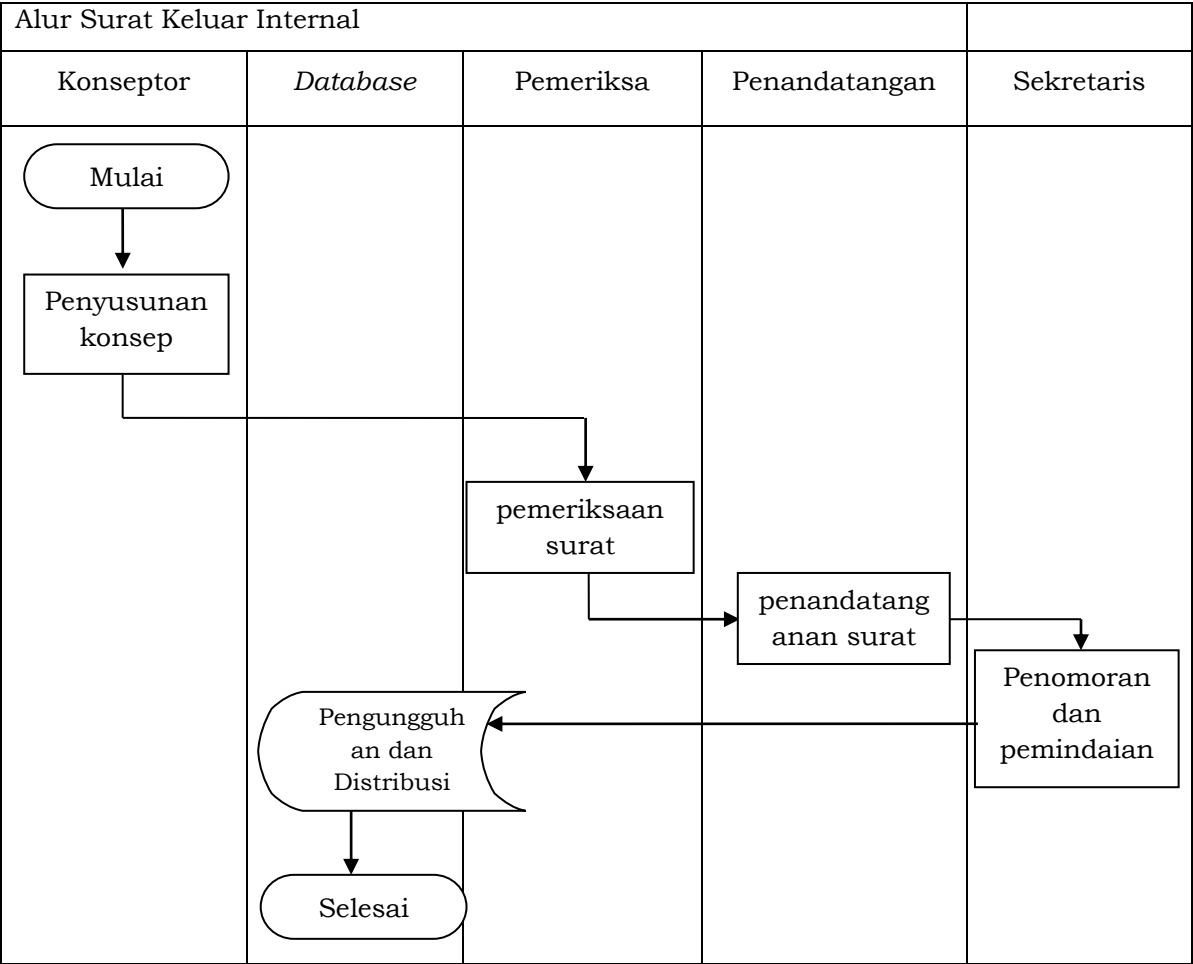 Alur Surat Keluar Internal
Konseptor
Database
Pemeriksa
Penandatangan
Sekretaris
Mulai
Penyusunan
konsep
pemeriksaan
surat
penandatang
anan surat
Penomoran
dan
pemindaian
Pengungguh
an dan
Distribusi
Selesai